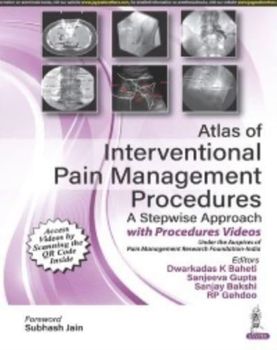 Atlas of
Interventional
Pain Management
Procedures
A Stepwise Approach
with Procedures Videos
Under the Auspices of
Pain Management Research Foundation-India
Access
Videos by
Scanning the
QR Code
Inside
Editors
Dwarkadas K Baheti
Sanjeeva Gupta
Sanjay Bakshi
RP Gehdoo
Foreword
Subhash Jain